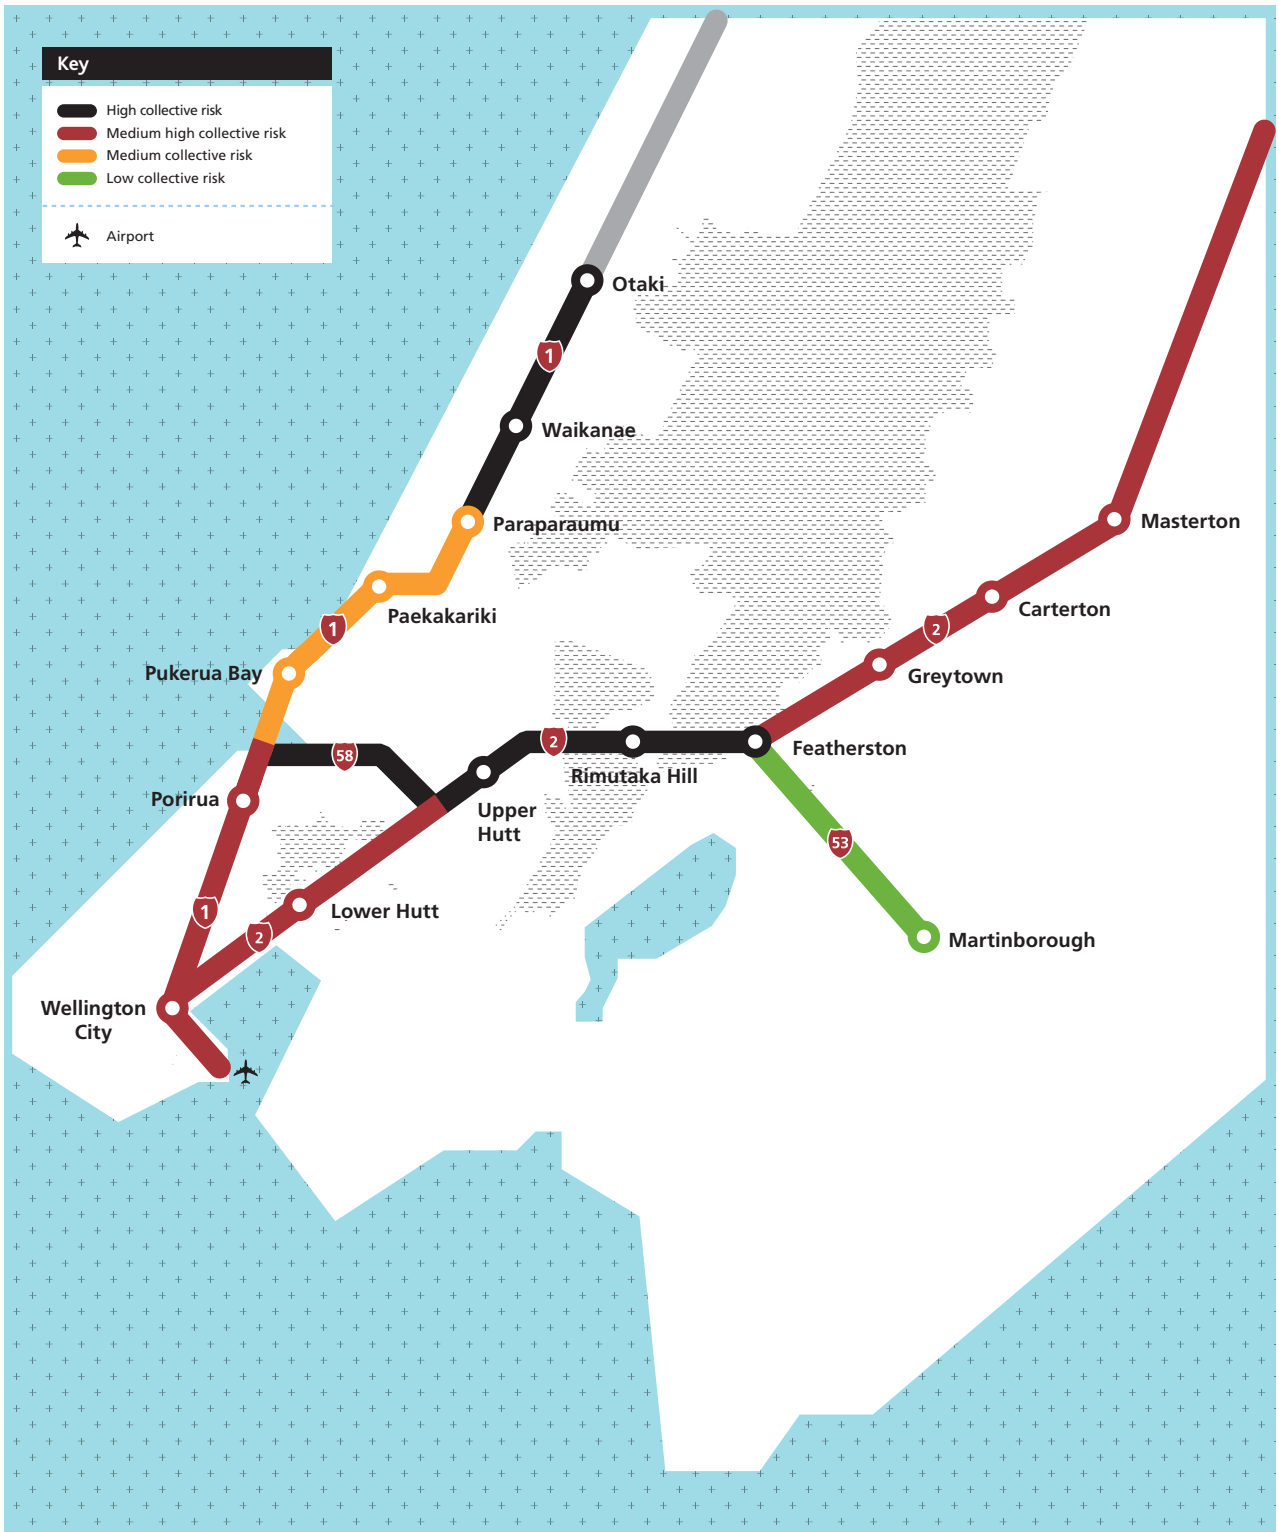 Key
High collective risk
Medium high collective risk
Medium collective risk
Low collective risk
Airport
Otaki
1
Waikanae
Paraparaumu
Masterton
Paekakariki
Carterton
1
2
Pukerua Bay
Greytown
58
2
Featherston
Rimutaka Hill
Porirua
Upper
Hutt
53
1
Lower Hutt
2
Martinborough
Wellington
City